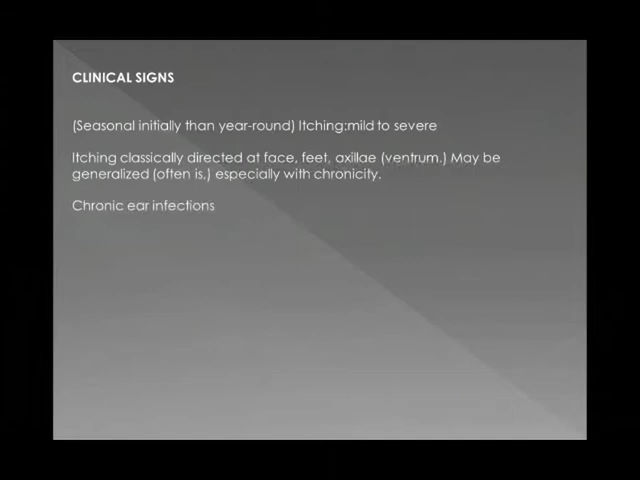 CLINICAL SIGNS
(Seasonal initially than year-round) Itching:mild to severe
Itching classically directed at face, feet, axillae (ventrum.) May be
generalized (often is,) especially with chronicity.
Chronic ear infections